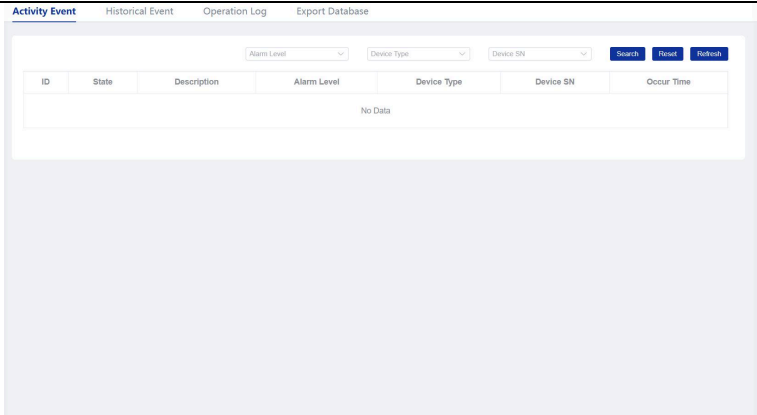 Activity Event Historical Event Operation Log Export Database
Alarm Level Device Type Device SN Search Reset Refresh
ID State Description Alarm Level Device Type Device SN Occur Time
No Data